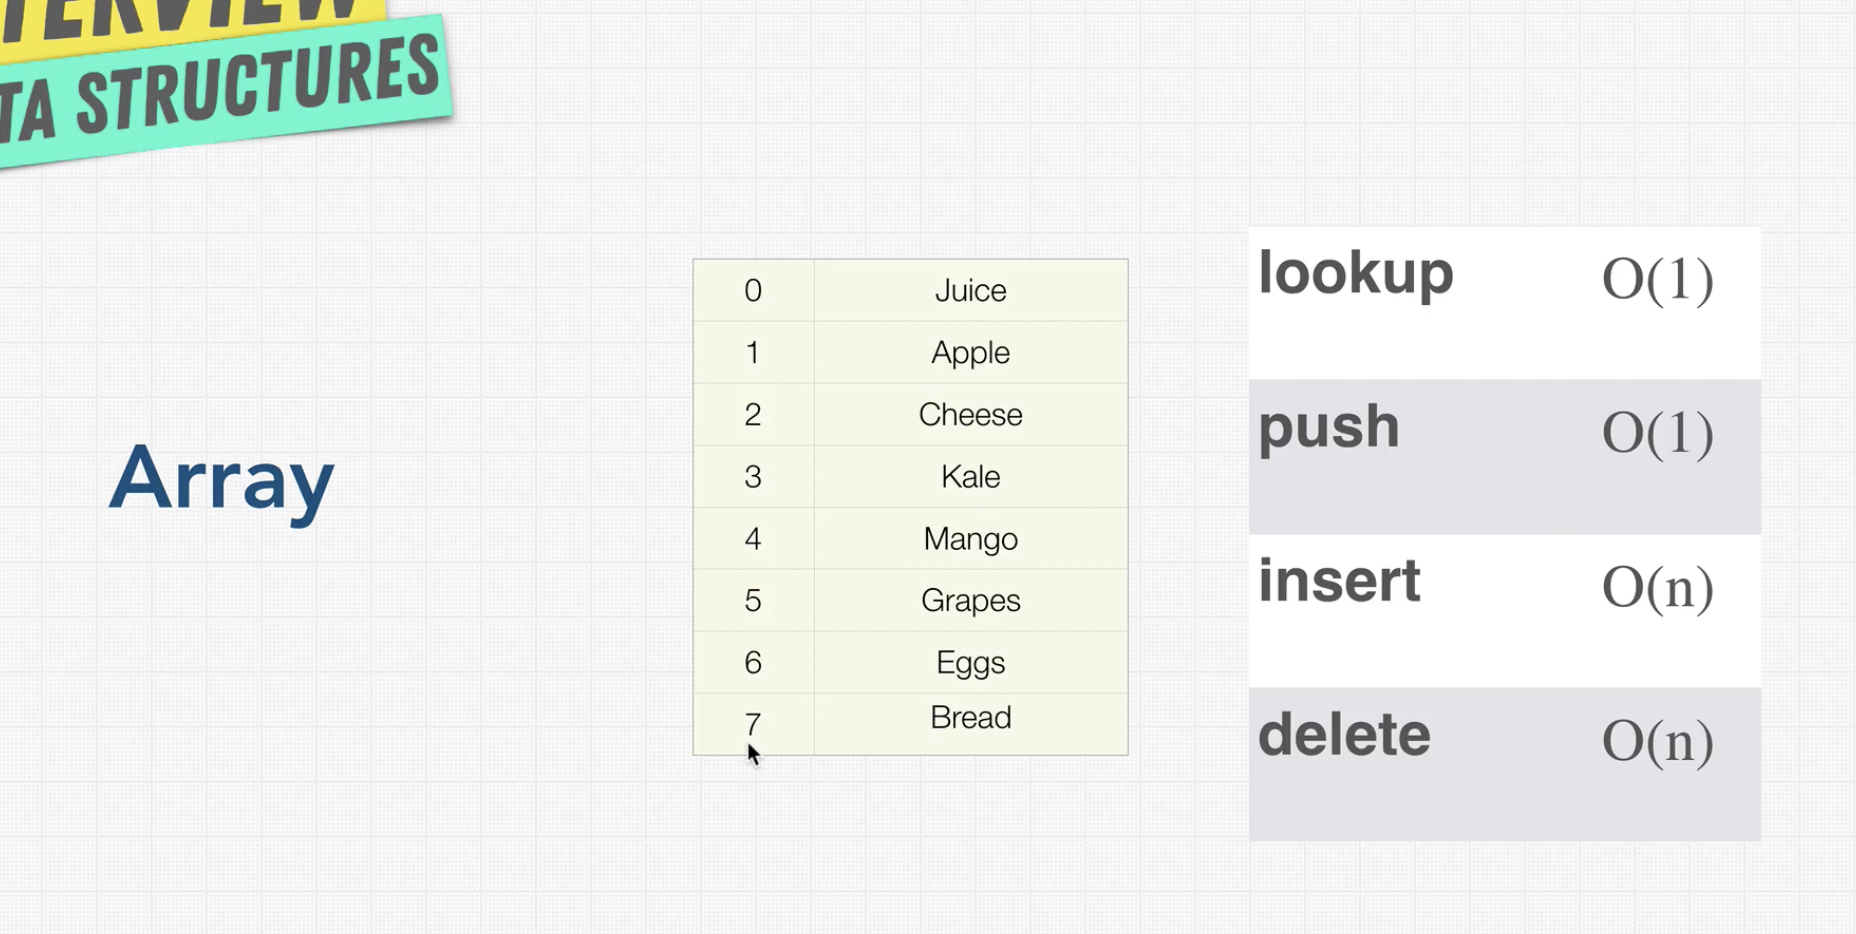 TERVIEW
TA STRUCTURES
Array
0 Juice
1 Apple
2 Cheese
3 Kale
4 Mango
5 Grapes
6 Eggs
7 Bread
lookup O(1)
push O(1)
insert O(n)
delete O(n)